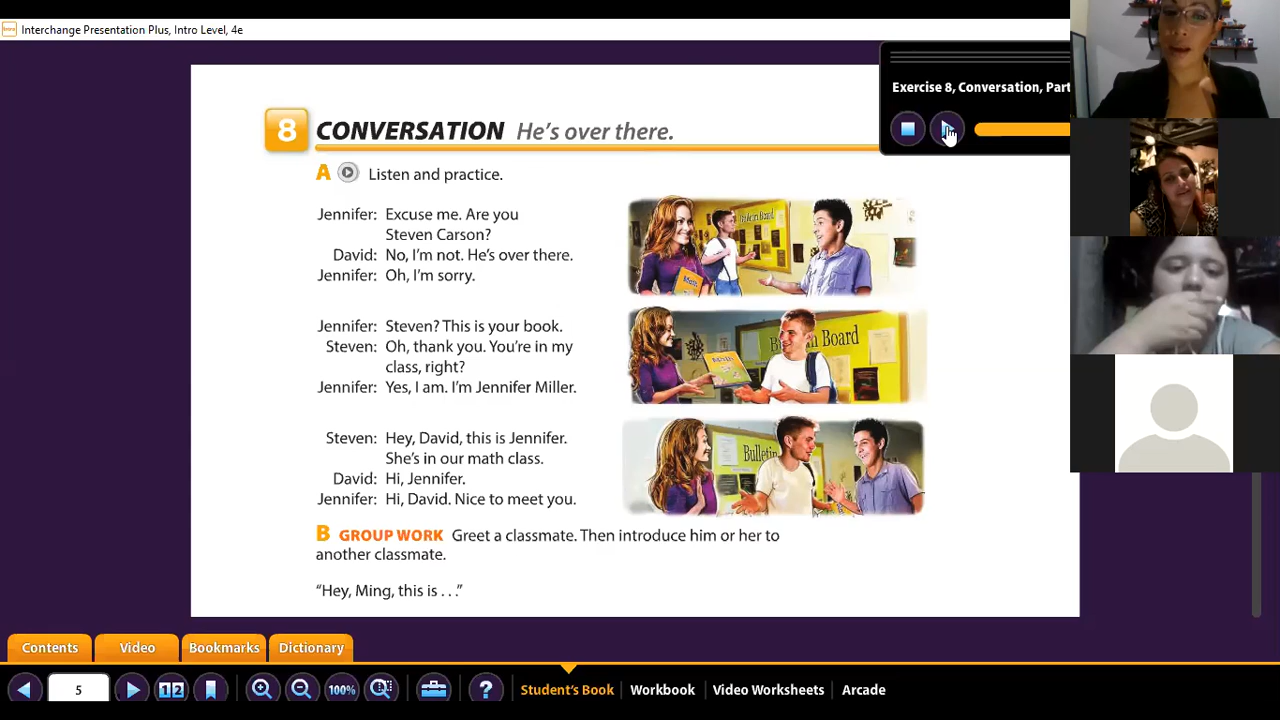 Interchange Presentation Plus, Intro Level, 4e
Exercise 8, Conversation, Part
8 CONVERSATION He's over there.
A Listen and practice.
Jennifer: Excuse me. Are you
Steven Carson?
David: No, I'm not. He's over there.
Jennifer: Oh, I'm sorry.
Jennifer: Steven? This is your book.
Steven: Oh, thank you. You're in my
class, right?
Jennifer: Yes, I am. I'm Jennifer Miller.
Steven: Hey, David, this is Jennifer.
She's in our math class.
David: Hi, Jennifer.
Jennifer: Hi, David. Nice to meet you.
B GROUP WORK Greet a classmate. Then introduce him or her to
another classmate.
“Hey, Ming, this is . . .”
Contents Video Bookmarks Dictionary
5 12 100% ? Student's Book Workbook Video Worksheets Arcade